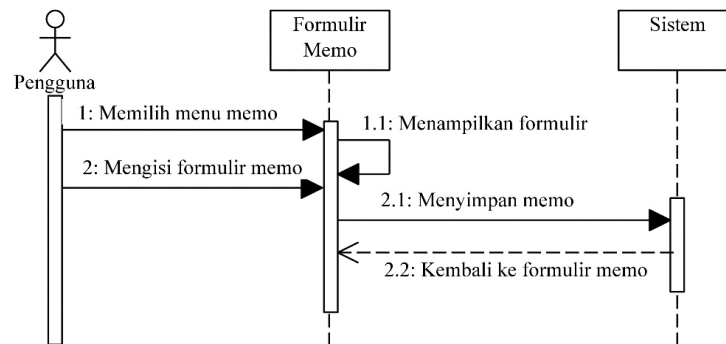 Formulir
Memo
Sistem
Pengguna
1: Memilih menu memo
1.1: Menampilkan formulir
2: Mengisi formulir memo
2.1: Menyimpan memo
2.2: Kembali ke formulir memo